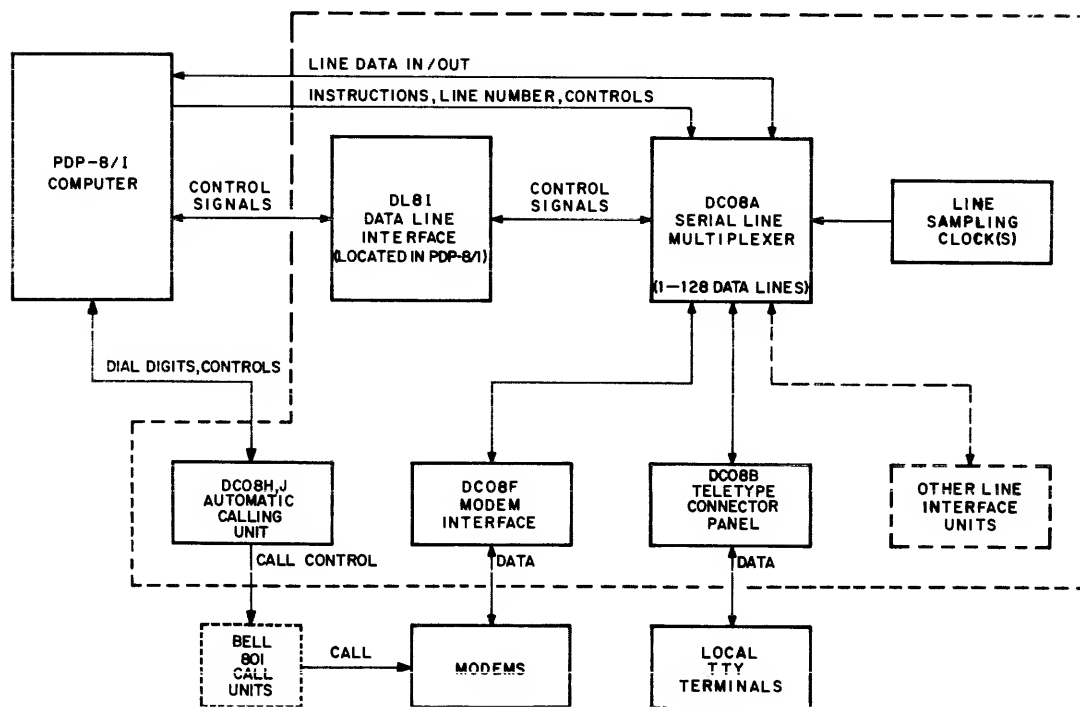 LINE DATA IN/OUT
INSTRUCTIONS, LINE NUMBER, CONTROLS
PDP-8/I
COMPUTER
CONTROL
SIGNALS
DL8I
DATA LINE
INTERFACE
(LOCATED IN PDP-8/I)
CONTROL
SIGNALS
DC08A
SERIAL LINE
MULTIPLEXER
(1-128 DATA LINES)
LINE
SAMPLING
CLOCK(S)
DIAL DIGITS, CONTROLS
DC08H,J
AUTOMATIC
CALLING
UNIT
DC08F
MODEM
INTERFACE
DC08B
TELETYPE
CONNECTOR
PANEL
OTHER LINE
INTERFACE
UNITS
CALL CONTROL
DATA
DATA
BELL
801
CALL
UNITS
CALL
MODEMS
LOCAL
TTY
TERMINALS